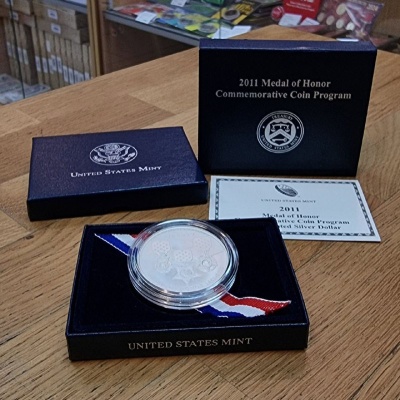 2011 Medal of Honor
Commemorative Coin Program
UNITED STATES MINT
UNITED STATES MINT
2011
Medal of Honor
Coin Program
Silver Dollar
UNITED STATES MINT